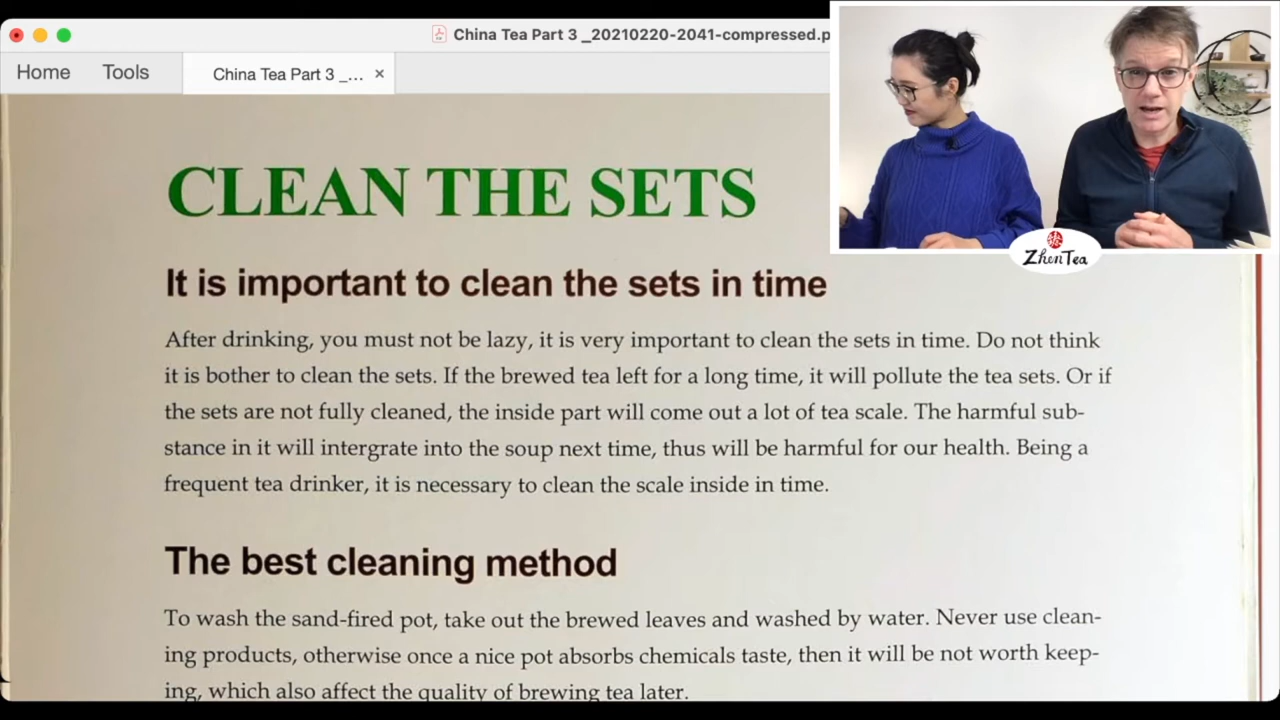 China Tea Part 3 _20210220-2041-compressed.p
Home Tools China Tea Part 3 _... ×
Zhen Tea
CLEAN THE SETS
It is important to clean the sets in time
After drinking, you must not be lazy, it is very important to clean the sets in time. Do not think
it is bother to clean the sets. If the brewed tea left for a long time, it will pollute the tea sets. Or if
the sets are not fully cleaned, the inside part will come out a lot of tea scale. The harmful sub-
stance in it will intergrate into the soup next time, thus will be harmful for our health. Being a
frequent tea drinker, it is necessary to clean the scale inside in time.
The best cleaning method
To wash the sand-fired pot, take out the brewed leaves and washed by water. Never use clean-
ing products, otherwise once a nice pot absorbs chemicals taste, then it will be not worth keep-
ing, which also affect the quality of brewing tea later.